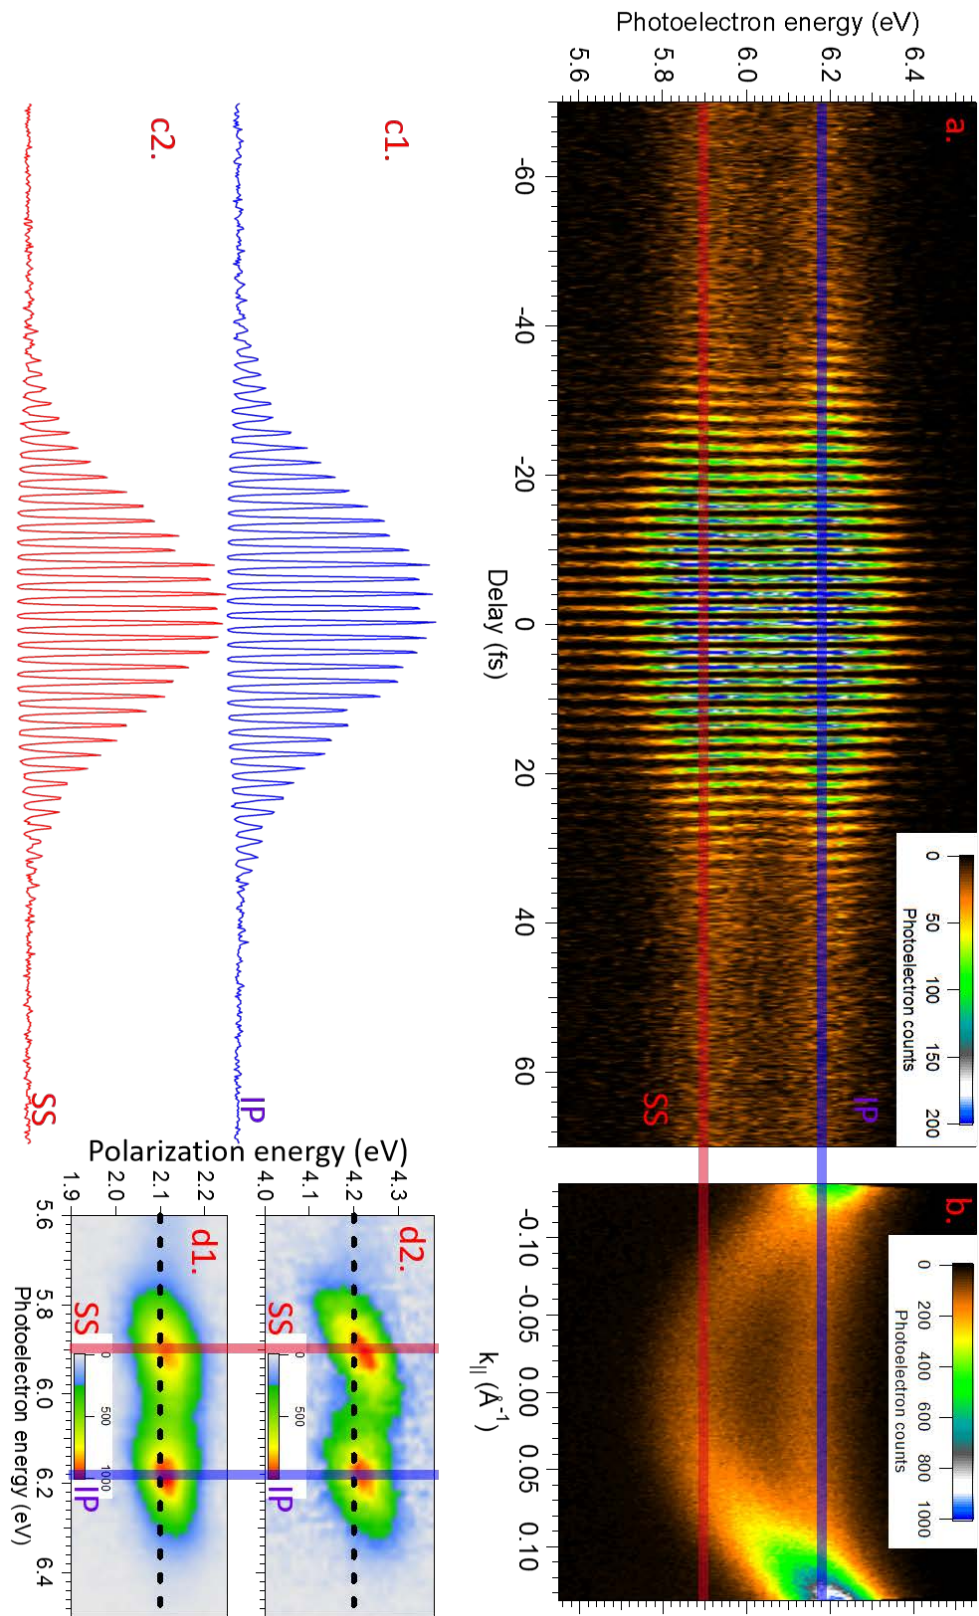 Photoelectron energy (eV)
5.6
5.8
6.0
6.2
6.4
a.
-60
-40
-20
0
20
40
60
Delay (fs)
0
50
100
150
200
Photoelectron counts
IP
SS
b.
-0.10
-0.05
0.00
0.05
0.10
k|| (Å-1)
0
200
400
600
800
1000
Photoelectron counts
c1.
IP
c2.
SS
Polarization energy (eV)
d2.
4.0
4.1
4.2
4.3
0
500
d1.
1.9
2.0
2.1
2.2
SS
IP
0
500
1000
5.6
5.8
6.0
6.2
6.4
Photoelectron energy (eV)